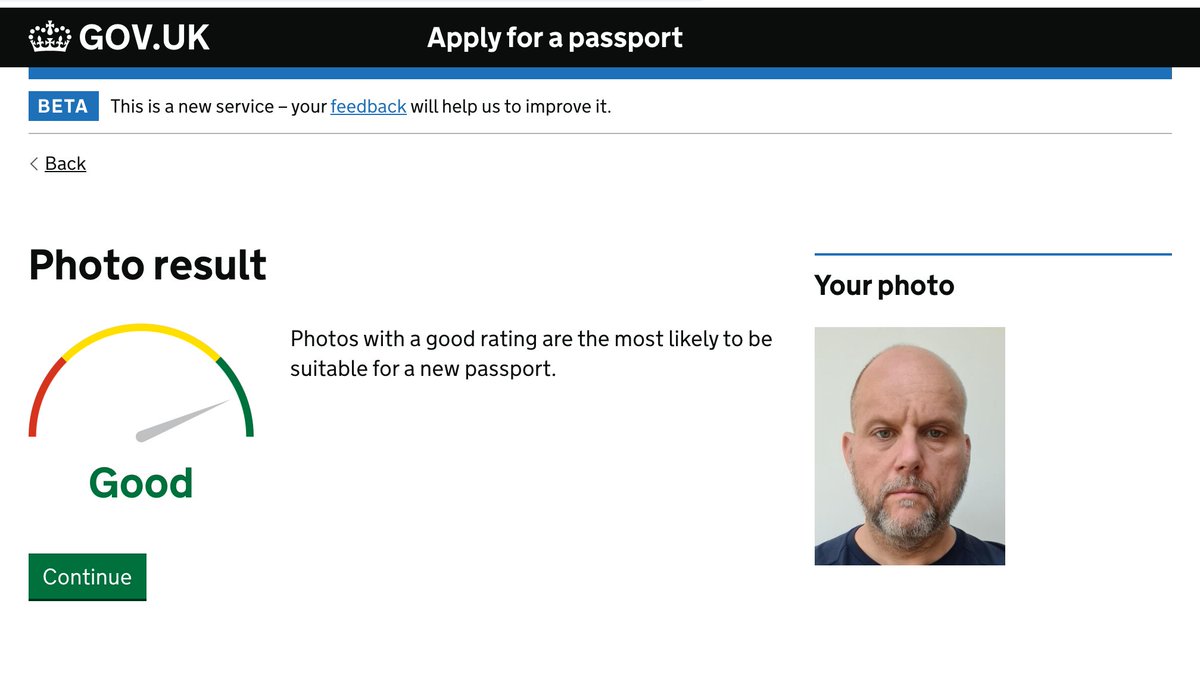 GOV.UK
Apply for a passport
BETA This is a new service – your feedback will help us to improve it.
Back
Photo result
Photos with a good rating are the most likely to be
suitable for a new passport.
Good
Continue
Your photo